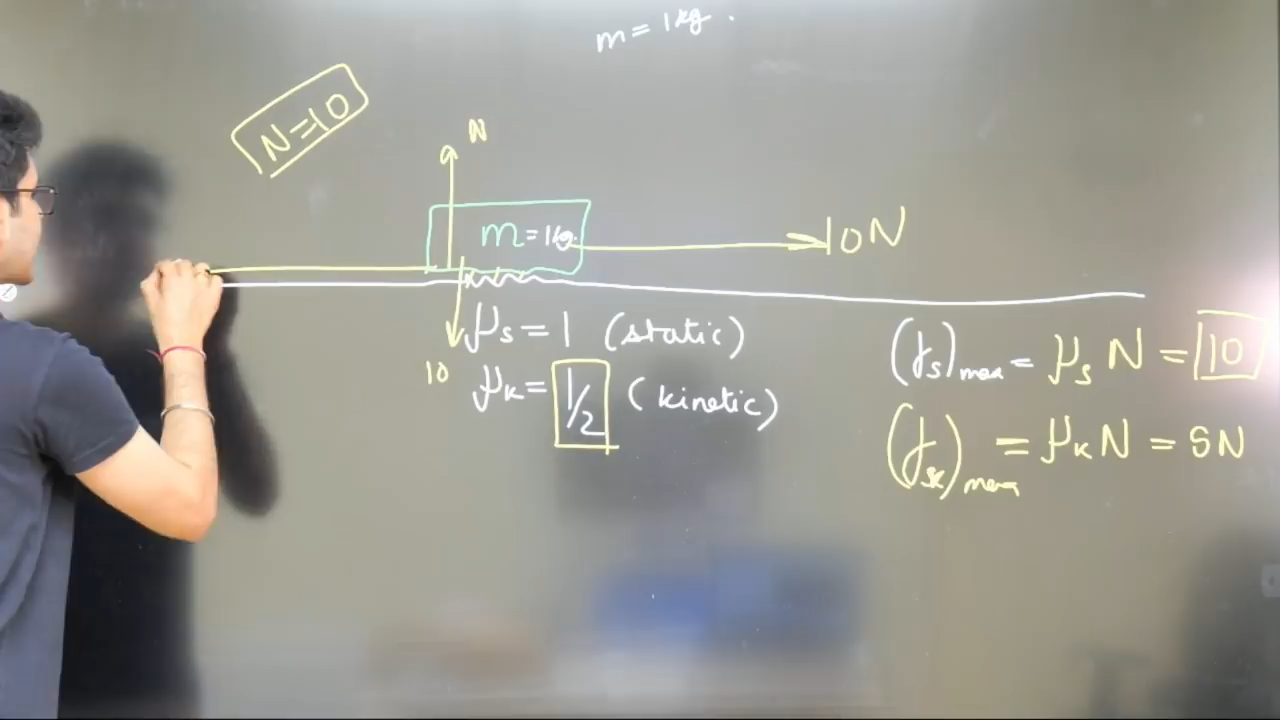 m = 1kg.
N=10
N
m = 1kg.
10N
μs = 1 (static)
10
μk = 1/2 (kinetic)
(fs)max = μs N = 10
(fsk)max = μk N = 5N